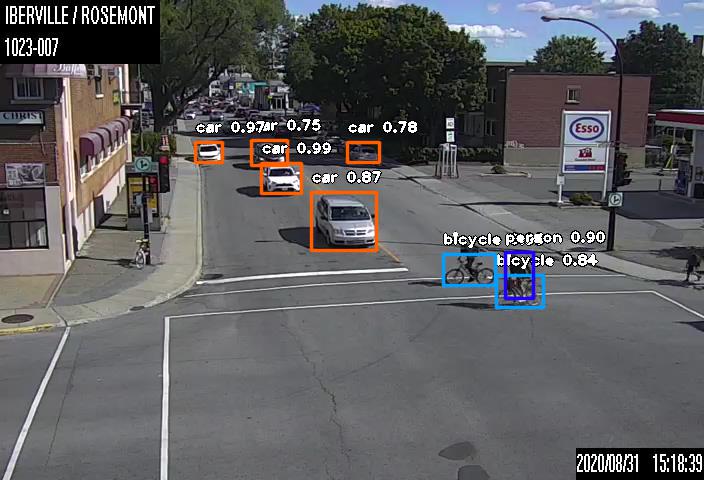 IBERVILLE / ROSEMONT
1023-007
car 0.97
0.75
car 0.78
car 0.99
car 0.87
CHRIST
Esso
bicycle
person 0.90
bicycle 0.84
2020/08/31 15:18:39